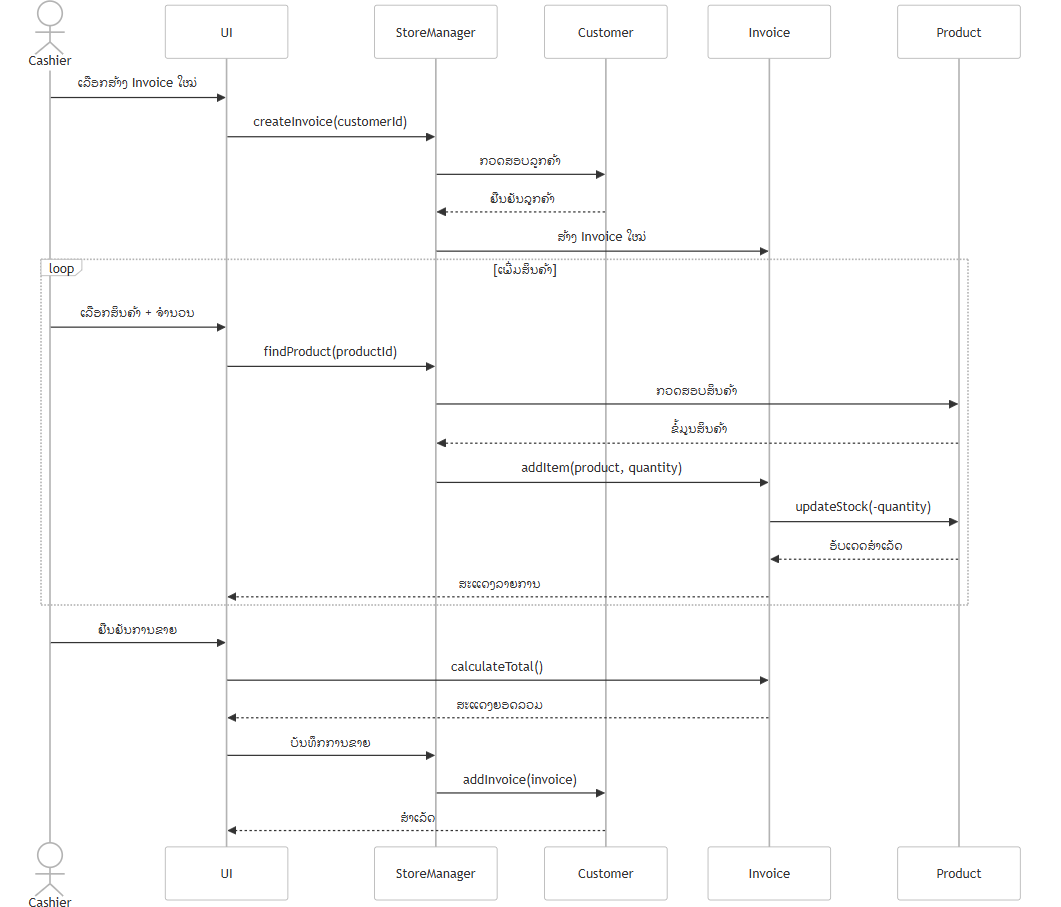 Cashier
UI
StoreManager
Customer
Invoice
Product
ເລືອກສ້າງ Invoice ໃໝ່
createInvoice(customerId)
ກວດສອບລູກຄ້າ
ຢືນຢັນລູກຄ້າ
ສ້າງ Invoice ໃໝ່
loop
[ເພີ່ມສິນຄ້າ]
ເລືອກສິນຄ້າ + ຈຳນວນ
findProduct(productId)
ກວດສອບສິນຄ້າ
ຂໍ້ມູນສິນຄ້າ
addItem(product, quantity)
updateStock(-quantity)
ອັບເດດສຳເລັດ
ສະແດງລາຍການ
ຢືນຢັນການຂາຍ
calculateTotal()
ສະແດງຍອດລວມ
ບັນທຶກການຂາຍ
addInvoice(invoice)
ສຳເລັດ
Cashier
UI
StoreManager
Customer
Invoice
Product